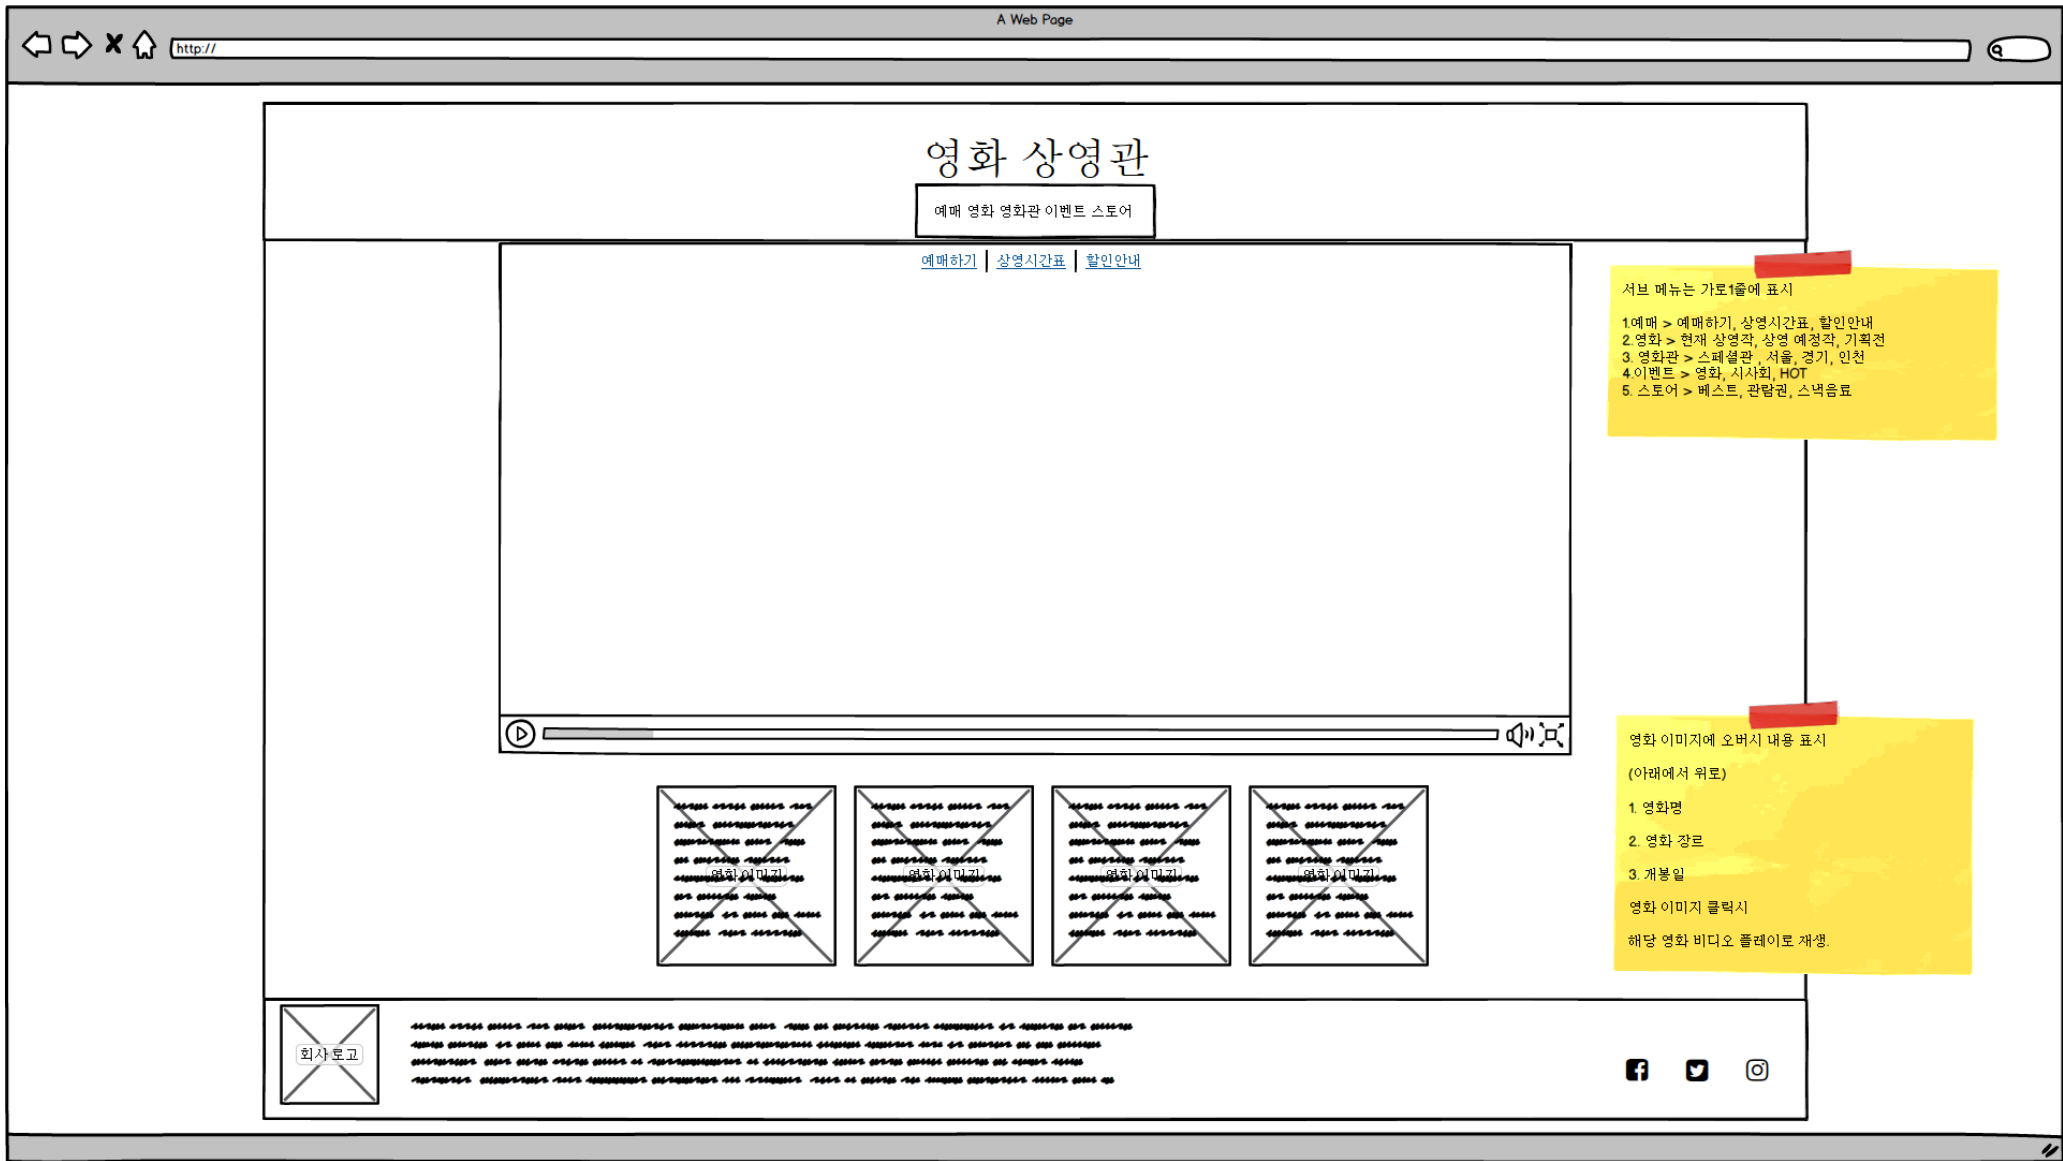 A Web Page
http://
영화 상영관
예매 영화 영화관 이벤트 스토어
예매하기 | 상영시간표 | 할인안내
서브 메뉴는 가로1줄에 표시
1.예매 > 예매하기, 상영시간표, 할인안내
2.영화 > 현재 상영작, 상영 예정작, 기획전
3. 영화관 > 스페셜관 , 서울, 경기, 인천
4.이벤트 > 영화, 시사회, HOT
5. 스토어 > 베스트, 관람권, 스낵음료
영화 이미지에 오버시 내용 표시
(아래에서 위로)
1. 영화명
2. 영화 장르
3. 개봉일
영화 이미지 클릭시
해당 영화 비디오 플레이로 재생.
영화 이미지
영화 이미지
영화 이미지
영화 이미지
회사 로고